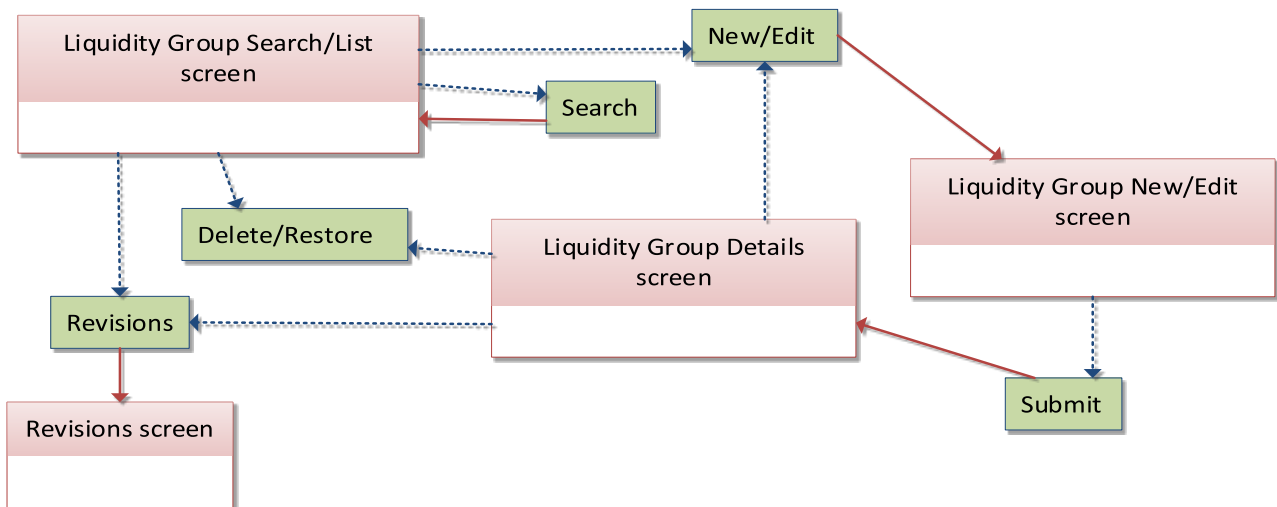 Liquidity Group Search/List
screen
New/Edit
Search
Liquidity Group New/Edit
screen
Delete/Restore
Liquidity Group Details
screen
Revisions
Submit
Revisions screen